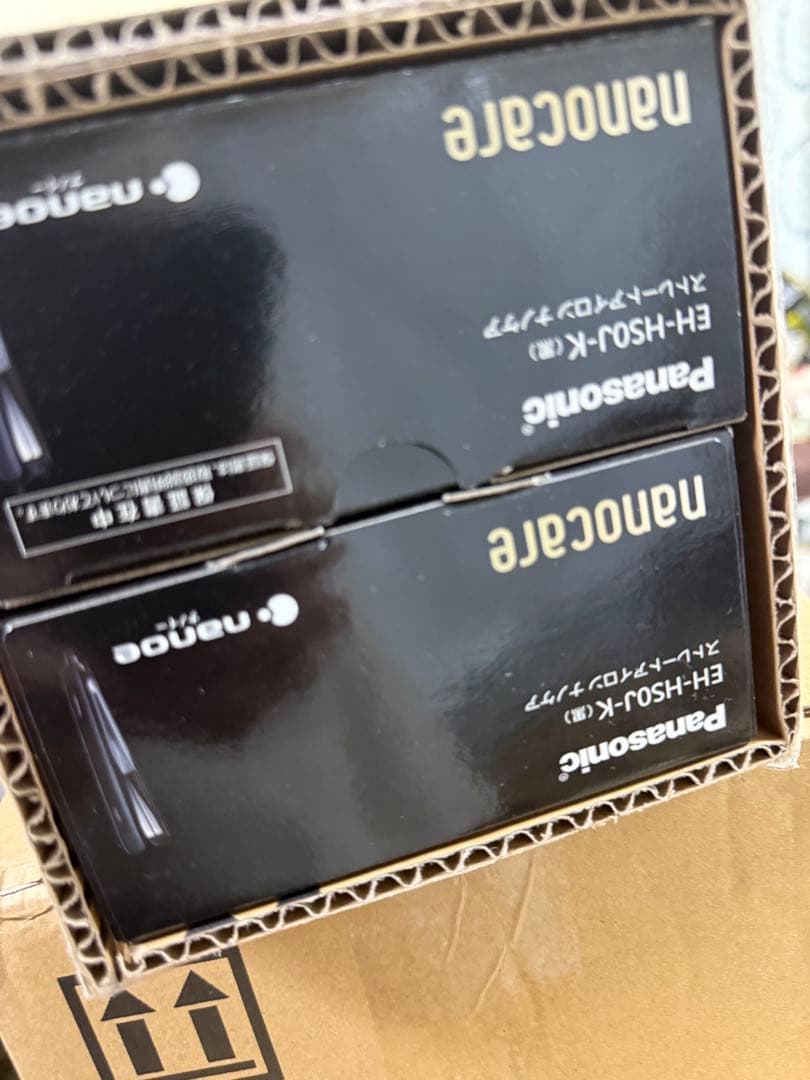 Panasonic
EH-HS0J-K（黒）
ストレートアイロン ナノケア
nanocare
nanoe
ナノイー
保証書在中
Panasonic
EH-HS0J-K（黒）
ストレートアイロン ナノケア
nanocare
nanoe
ナノイー